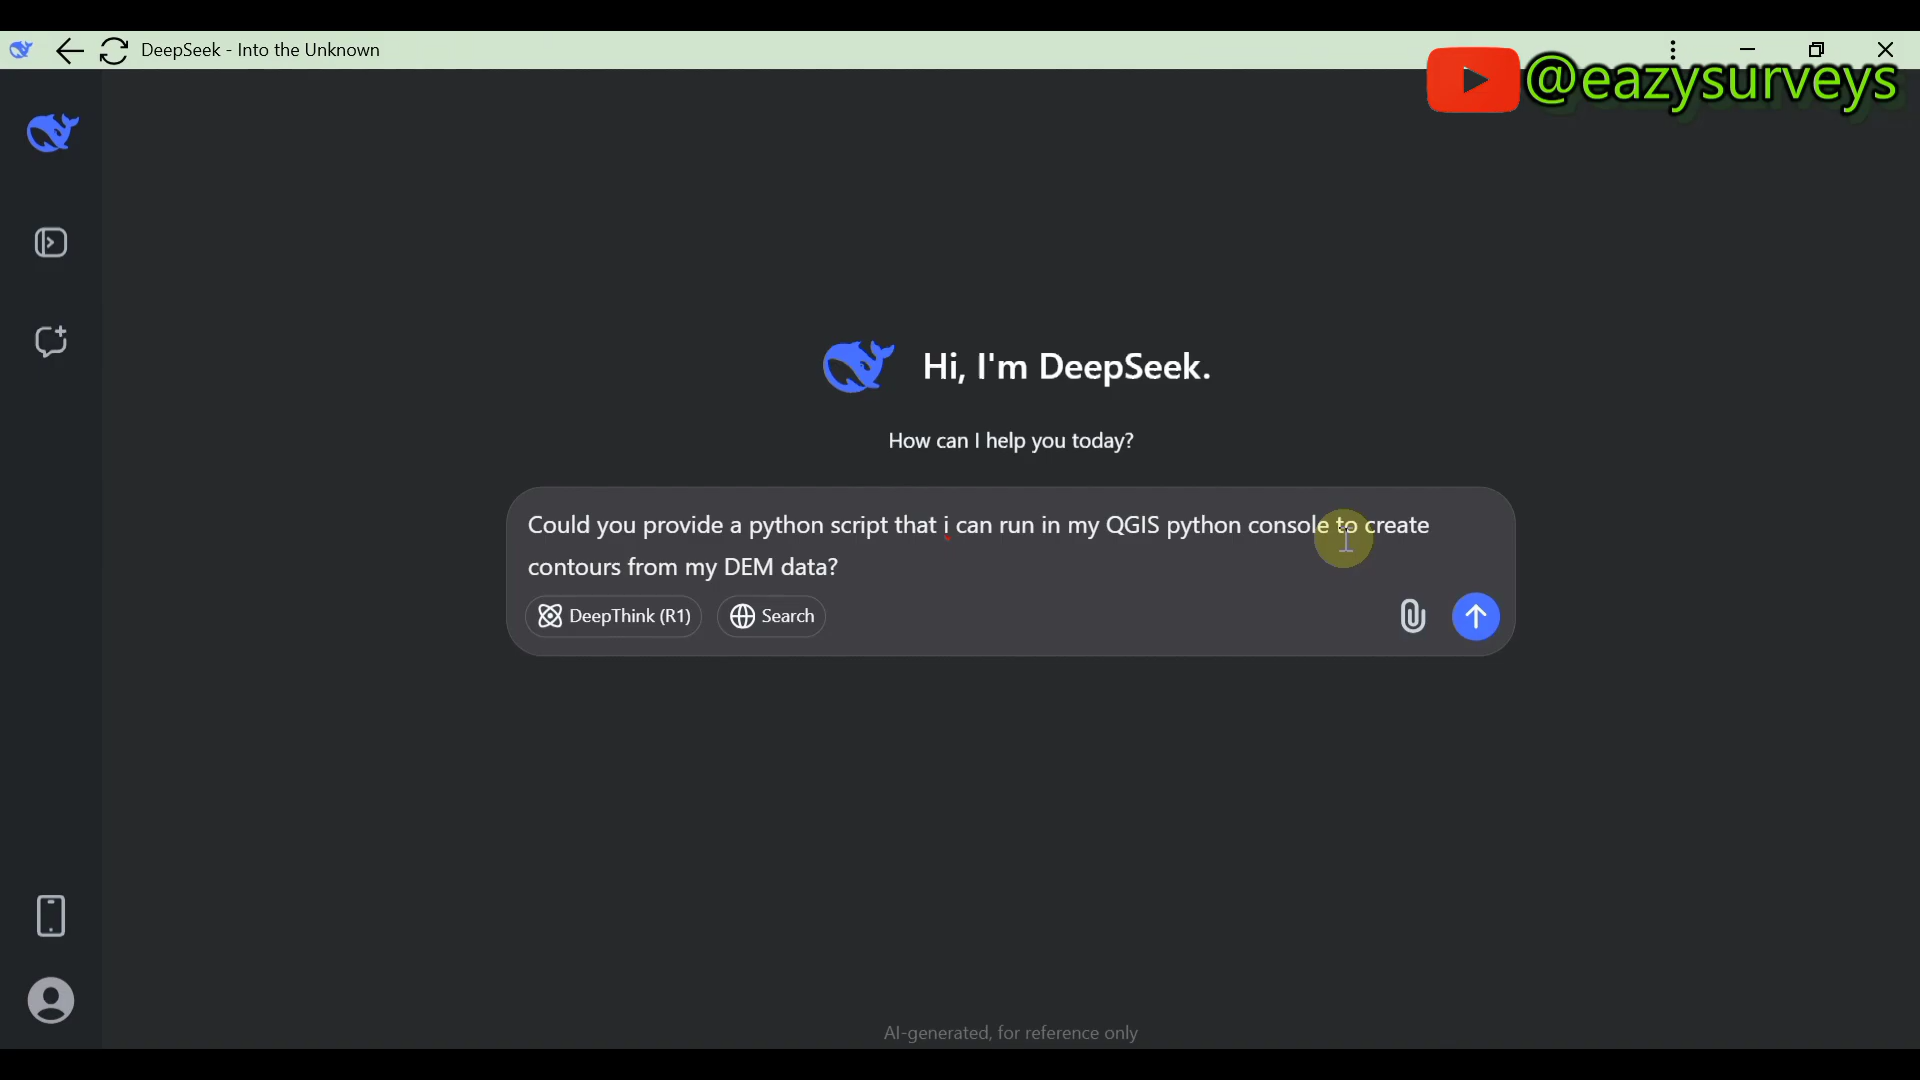 DeepSeek - Into the Unknown
@eazysurveys
Hi, I'm DeepSeek.
How can I help you today?
Could you provide a python script that i can run in my QGIS python console to create
contours from my DEM data?
DeepThink (R1)
Search
AI-generated, for reference only